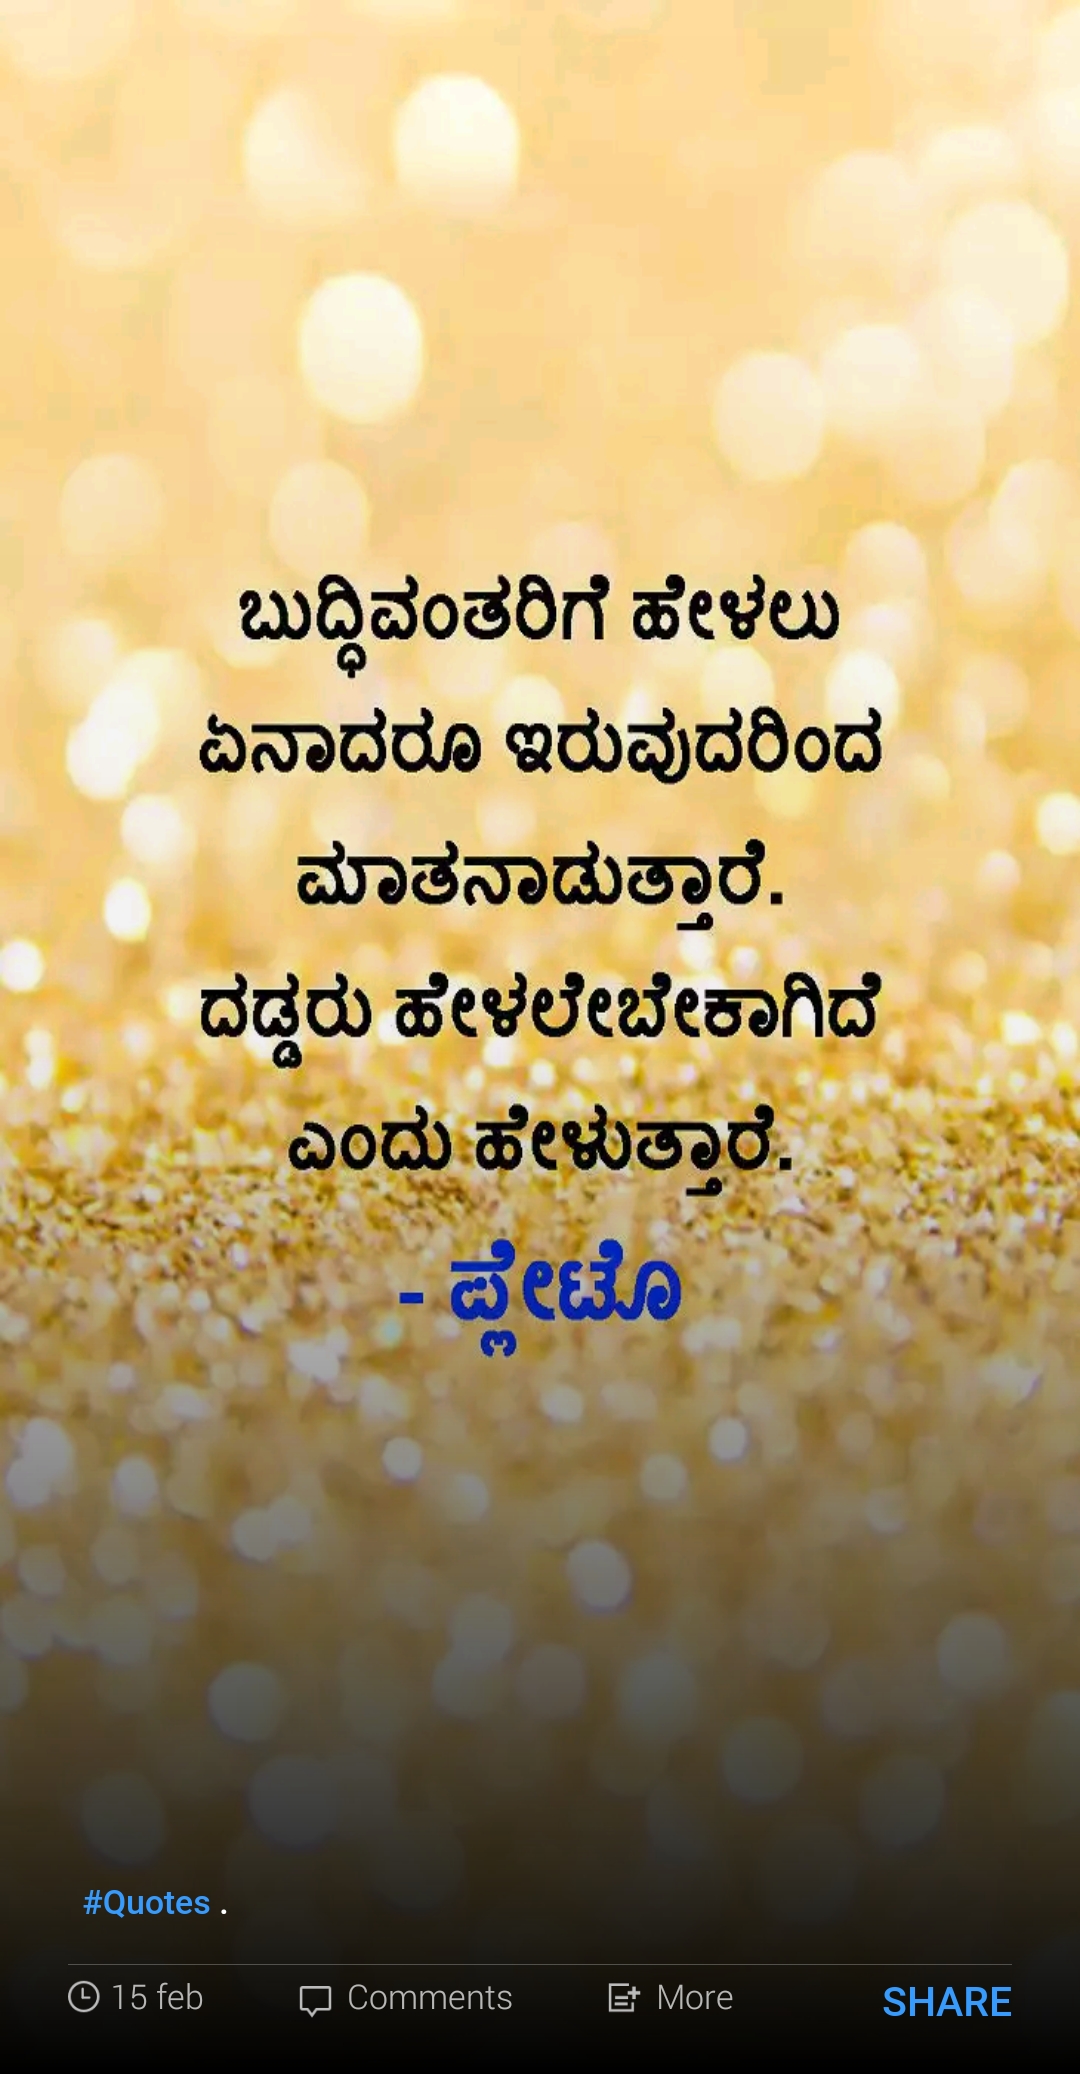 ಬುದ್ಧಿವಂತರಿಗೆ ಹೇಳಲು
ಏನಾದರೂ ಇರುವುದರಿಂದ
ಮಾತನಾಡುತ್ತಾರೆ.
ದಡ್ಡರು ಹೇಳಲೇಬೇಕಾಗಿದೆ
ಎಂದು ಹೇಳುತ್ತಾರೆ.
- ಪ್ಲೇಟೊ
#Quotes .
15 feb Comments More SHARE